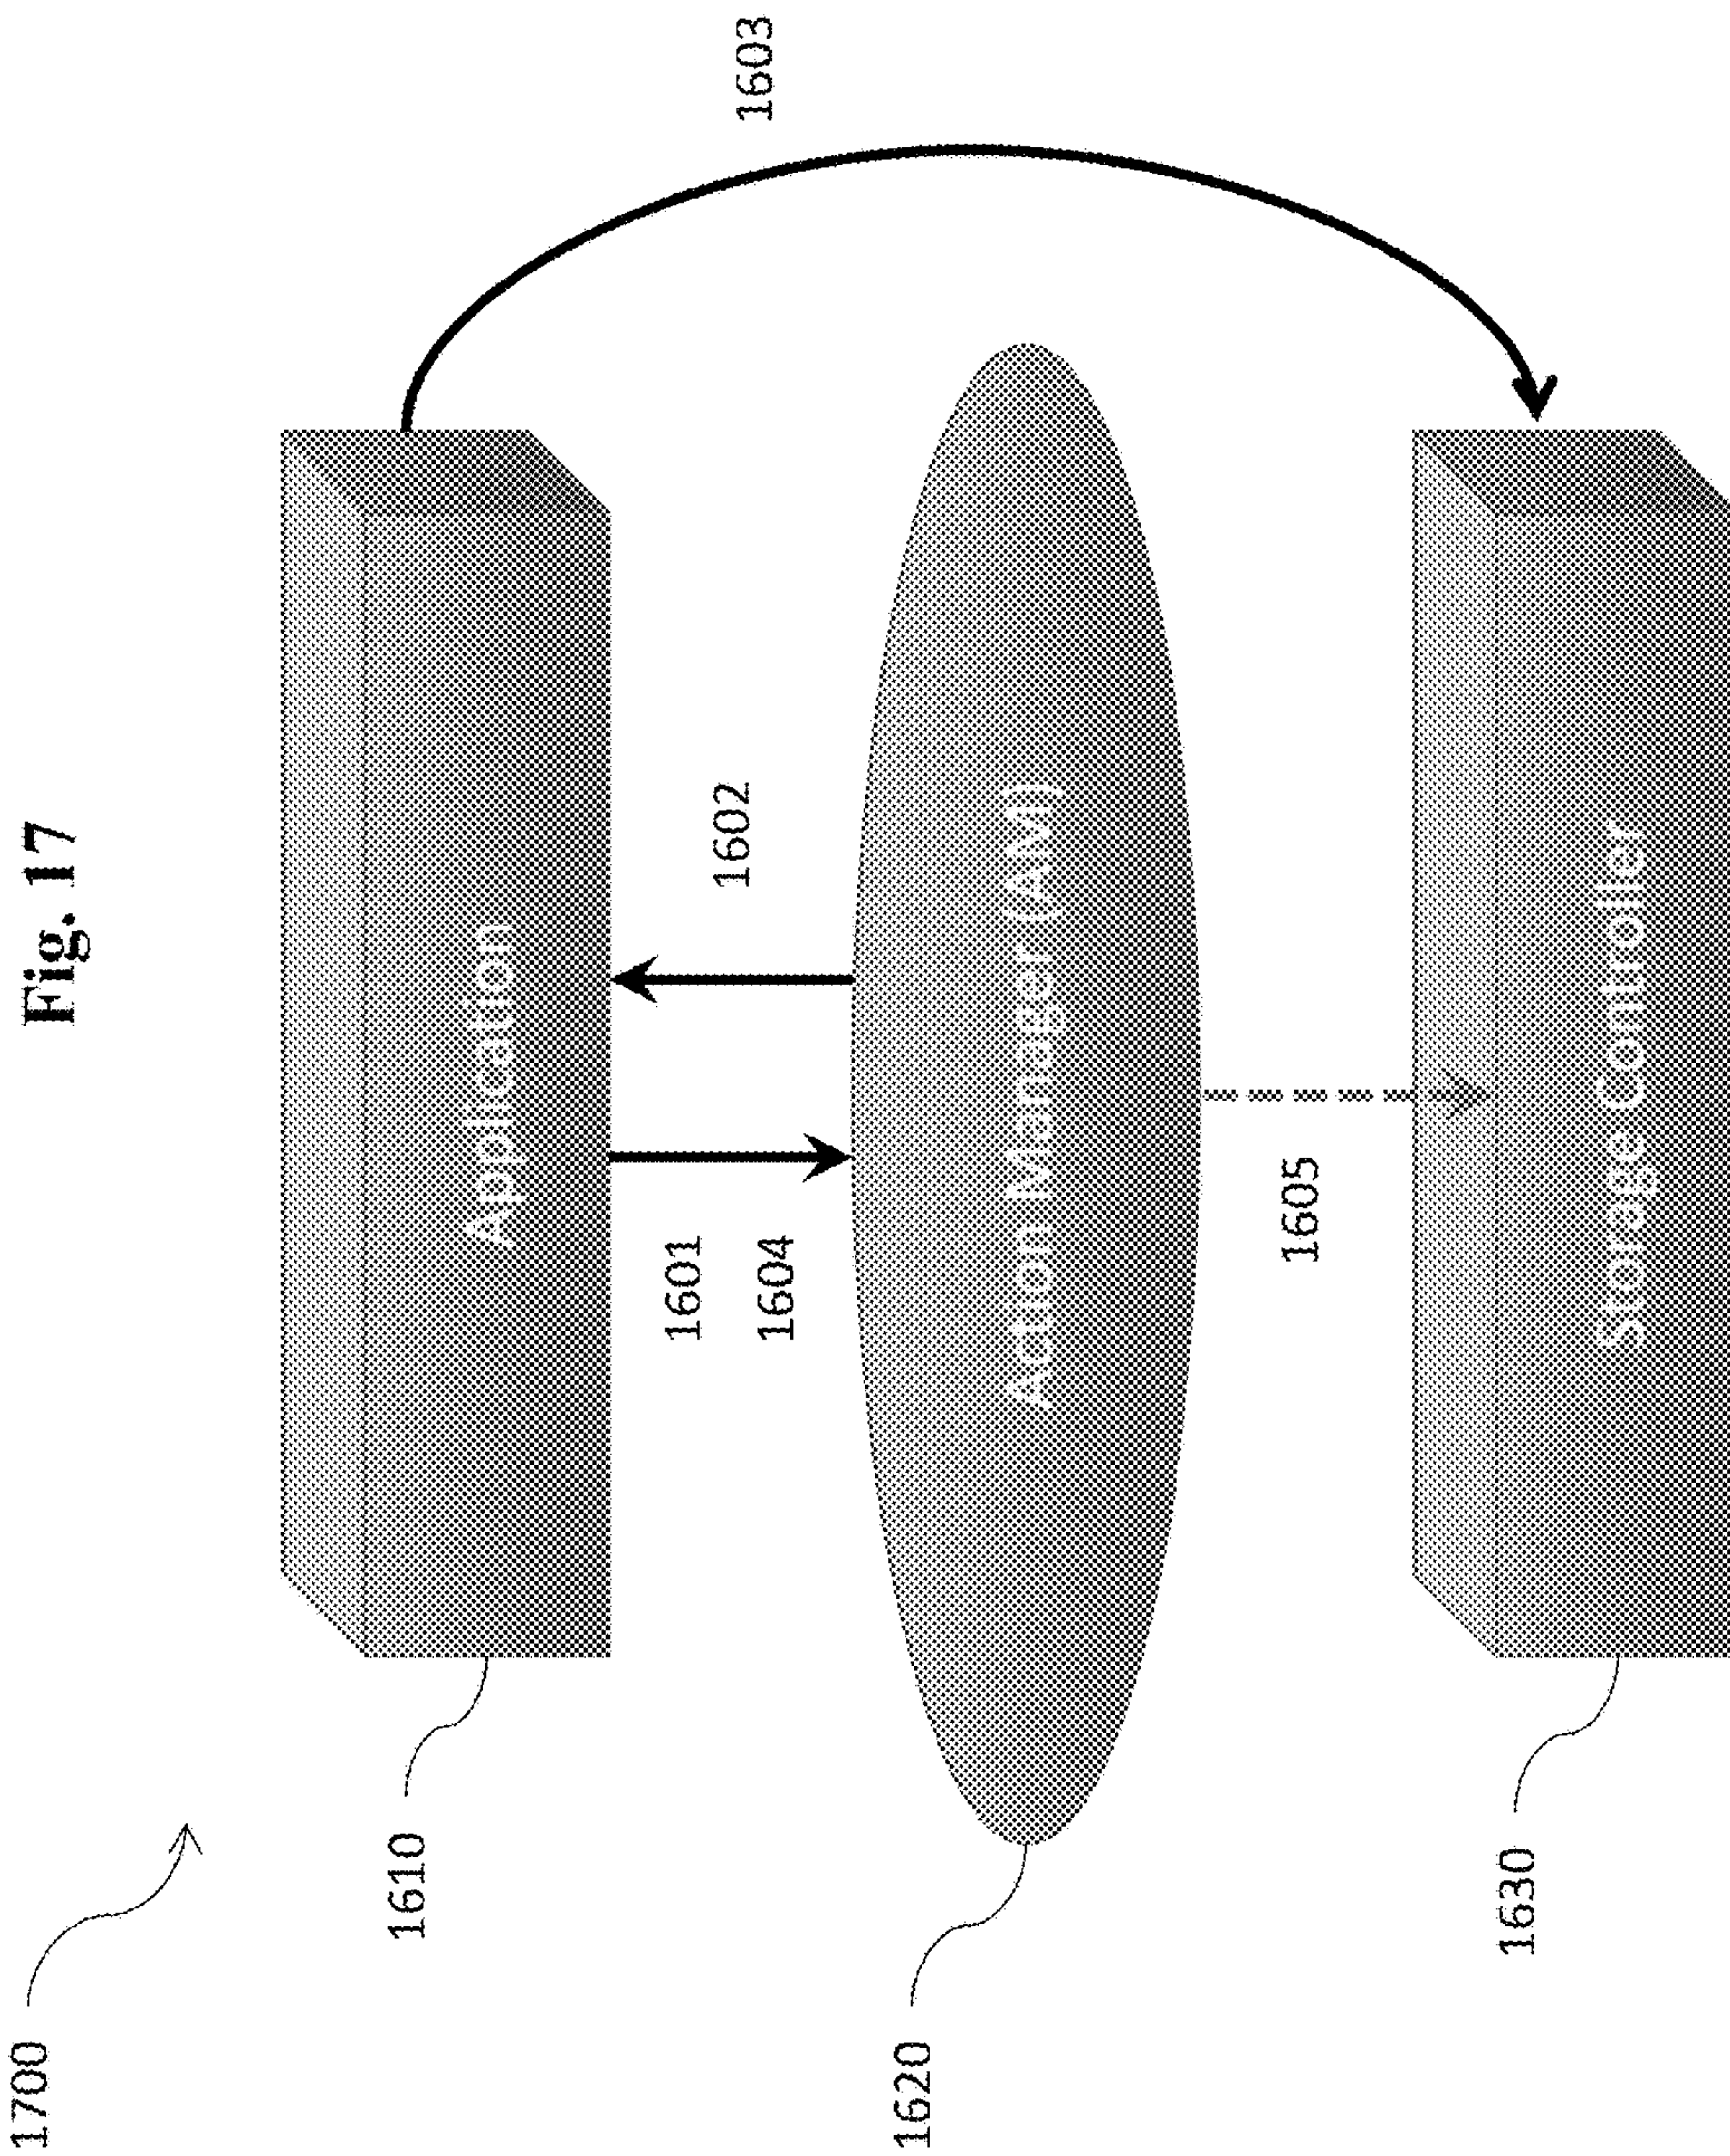 Fig. 17
1700
1610
Application
1603
1601
1604
1602
1620
Action Manager (AM)
1605
1630
Storage Controller